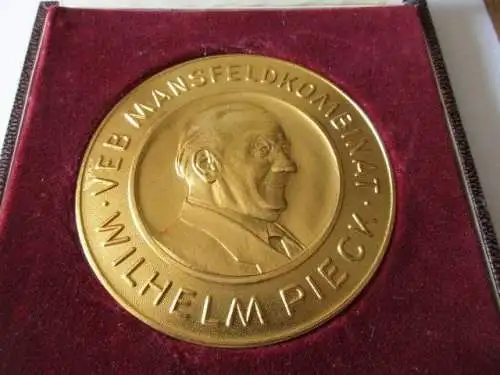 · VEB MANSFELDKOMBINAT ·
WILHELM PIECK